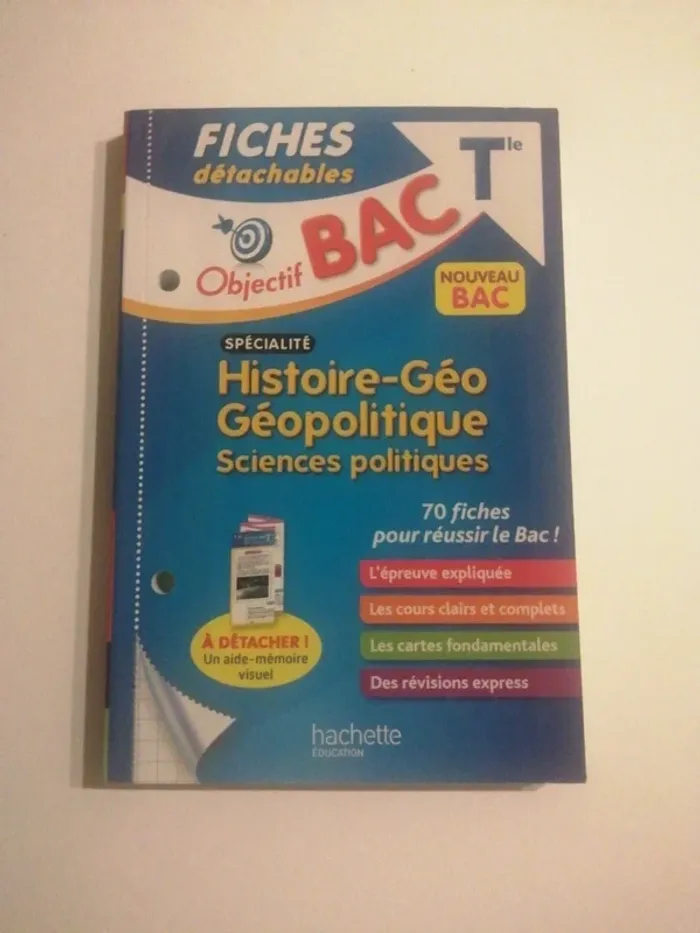 FICHES
détachables
Tle
Objectif BAC
NOUVEAU
BAC
SPÉCIALITÉ
Histoire-Géo
Géopolitique
Sciences politiques
70 fiches
pour réussir le Bac !
L'épreuve expliquée
Les cours clairs et complets
Les cartes fondamentales
Des révisions express
À DÉTACHER !
Un aide-mémoire
visuel
hachette
ÉDUCATION